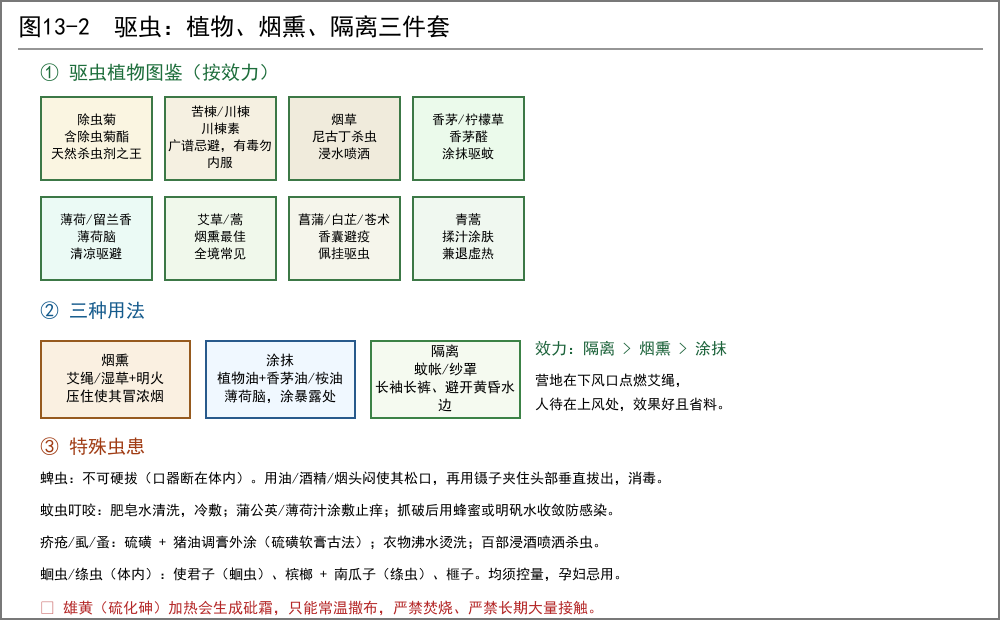 图13-2  驱虫：植物、烟熏、隔离三件套
① 驱虫植物图鉴（按效力）
除虫菊
含除虫菊酯
天然杀虫剂之王
苦楝/川楝
川楝素
广谱忌避，有毒勿
内服
烟草
尼古丁杀虫
浸水喷洒
香茅/柠檬草
香茅醛
涂抹驱蚊
薄荷/留兰香
薄荷脑
清凉驱避
艾草/蒿
烟熏最佳
全境常见
菖蒲/白芷/苍术
香囊避疫
佩挂驱虫
青蒿
揉汁涂肤
兼退虚热
② 三种用法
烟熏
艾绳/湿草+明火
压住使其冒浓烟
涂抹
植物油+香茅油/桉油
薄荷脑，涂暴露处
隔离
蚊帐/纱罩
长袖长裤、避开黄昏水
边
效力：隔离 > 烟熏 > 涂抹
营地在下风口点燃艾绳，
人待在上风处，效果好且省料。
③ 特殊虫患
蜱虫：不可硬拔（口器断在体内）。用油/酒精/烟头闷使其松口，再用镊子夹住头部垂直拔出，消毒。
蚊虫叮咬：肥皂水清洗，冷敷；蒲公英/薄荷汁涂敷止痒；抓破后用蜂蜜或明矾水收敛防感染。
疥疮/虱/蚤：硫磺 + 猪油调膏外涂（硫磺软膏古法）；衣物沸水烫洗；百部浸酒喷洒杀虫。
蛔虫/绦虫（体内）：使君子（蛔虫）、槟榔 + 南瓜子（绦虫）、榧子。均须控量，孕妇忌用。
□ 雄黄（硫化砷）加热会生成砒霜，只能常温撒布，严禁焚烧、严禁长期大量接触。